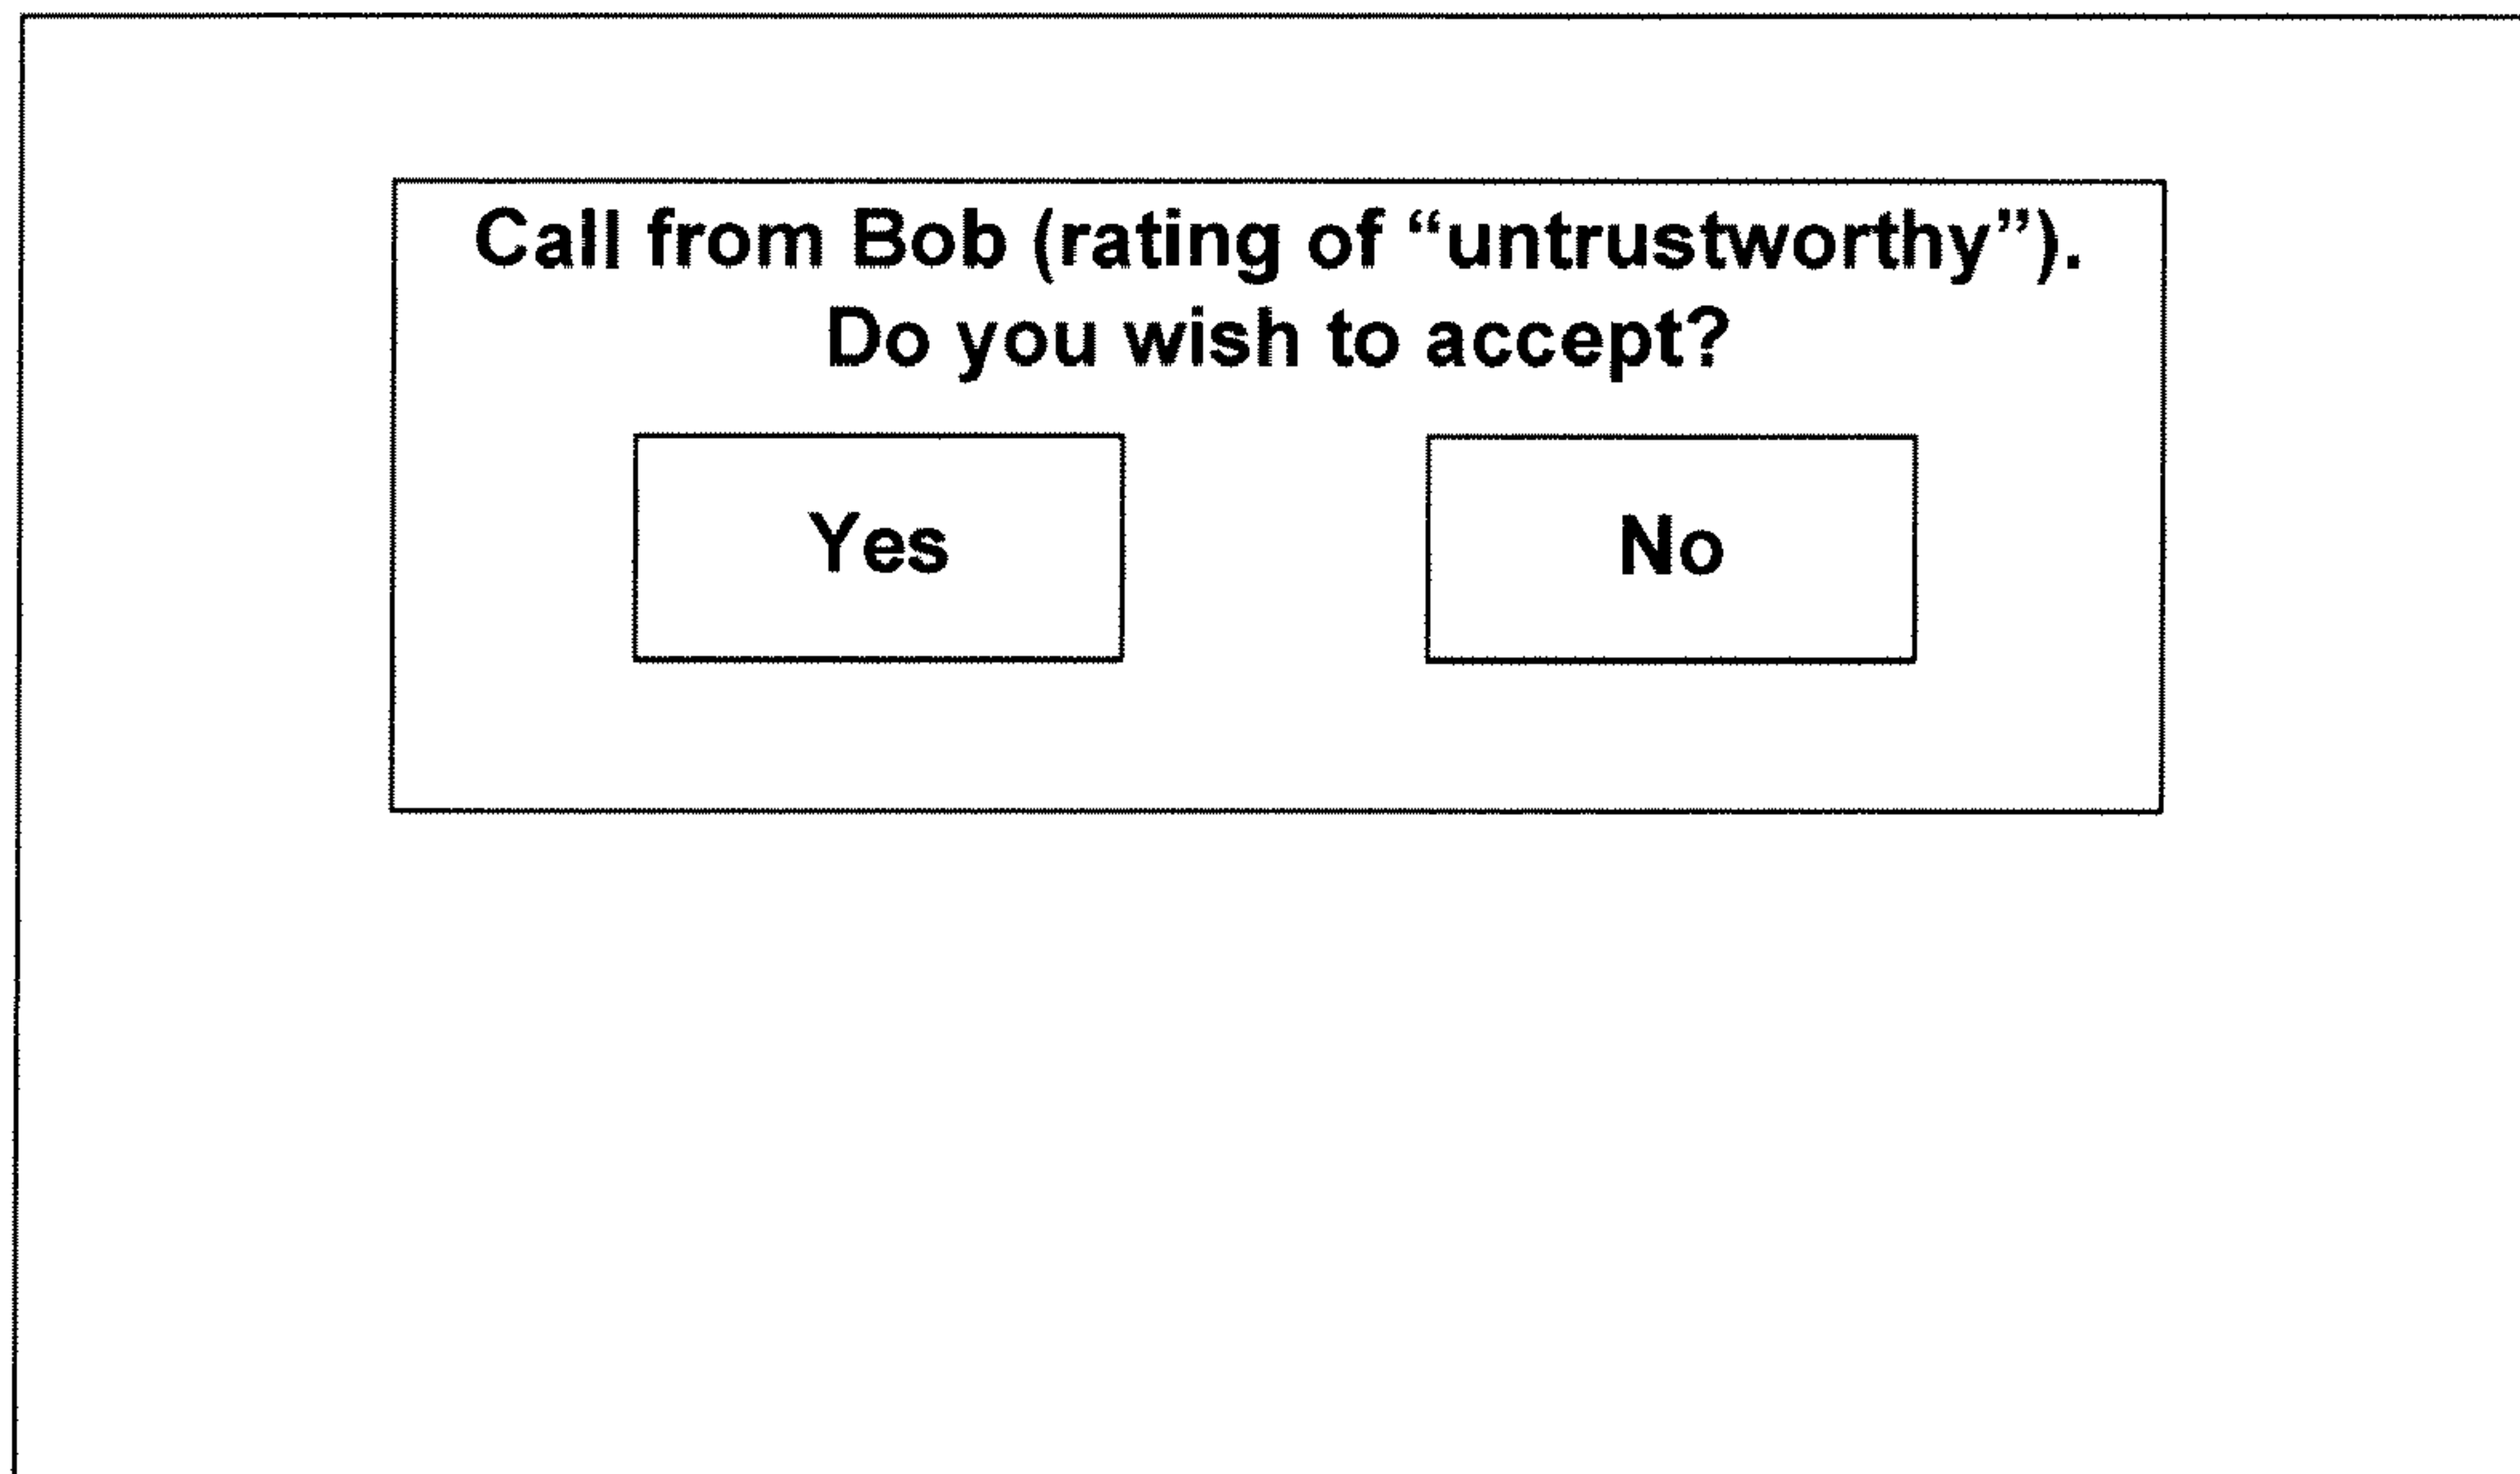 Call from Bob (rating of “untrustworthy”).
Do you wish to accept?
Yes
No